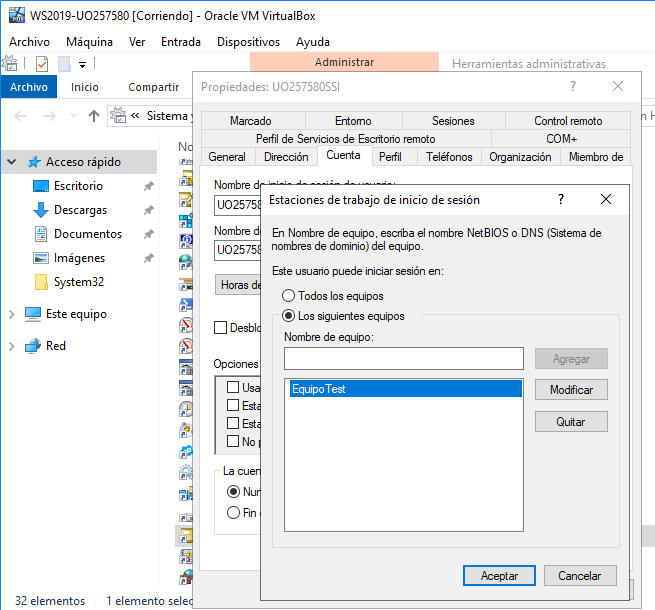 WS2019-UO257580 [Corriendo] - Oracle VM VirtualBox
Archivo Máquina Ver Entrada Dispositivos Ayuda
Administrar Herramientas administrativas
Archivo Inicio Compartir
Propiedades: UO257580SSI
« Sistema y
Marcado Entorno Sesiones Control remoto
Perfil de Servicios de Escritorio remoto COM+
General Dirección Cuenta Perfil Teléfonos Organización Miembro de
Acceso rápido
Escritorio
Descargas
Documentos
Imágenes
System32
Este equipo
Red
Nombre de inicio de sesión de usuario:
UO25758
Nombre de
UO25758
Horas de
Desblo
Opciones
Usa
Esta
Esta
No p
La cuen
Nun
Fin
Estaciones de trabajo de inicio de sesión
En Nombre de equipo, escriba el nombre NetBIOS o DNS (Sistema de
nombres de dominio) del equipo.
Este usuario puede iniciar sesión en:
Todos los equipos
Los siguientes equipos
Nombre de equipo:
Agregar
EquipoTest
Modificar
Quitar
Aceptar Cancelar
32 elementos 1 elemento selec